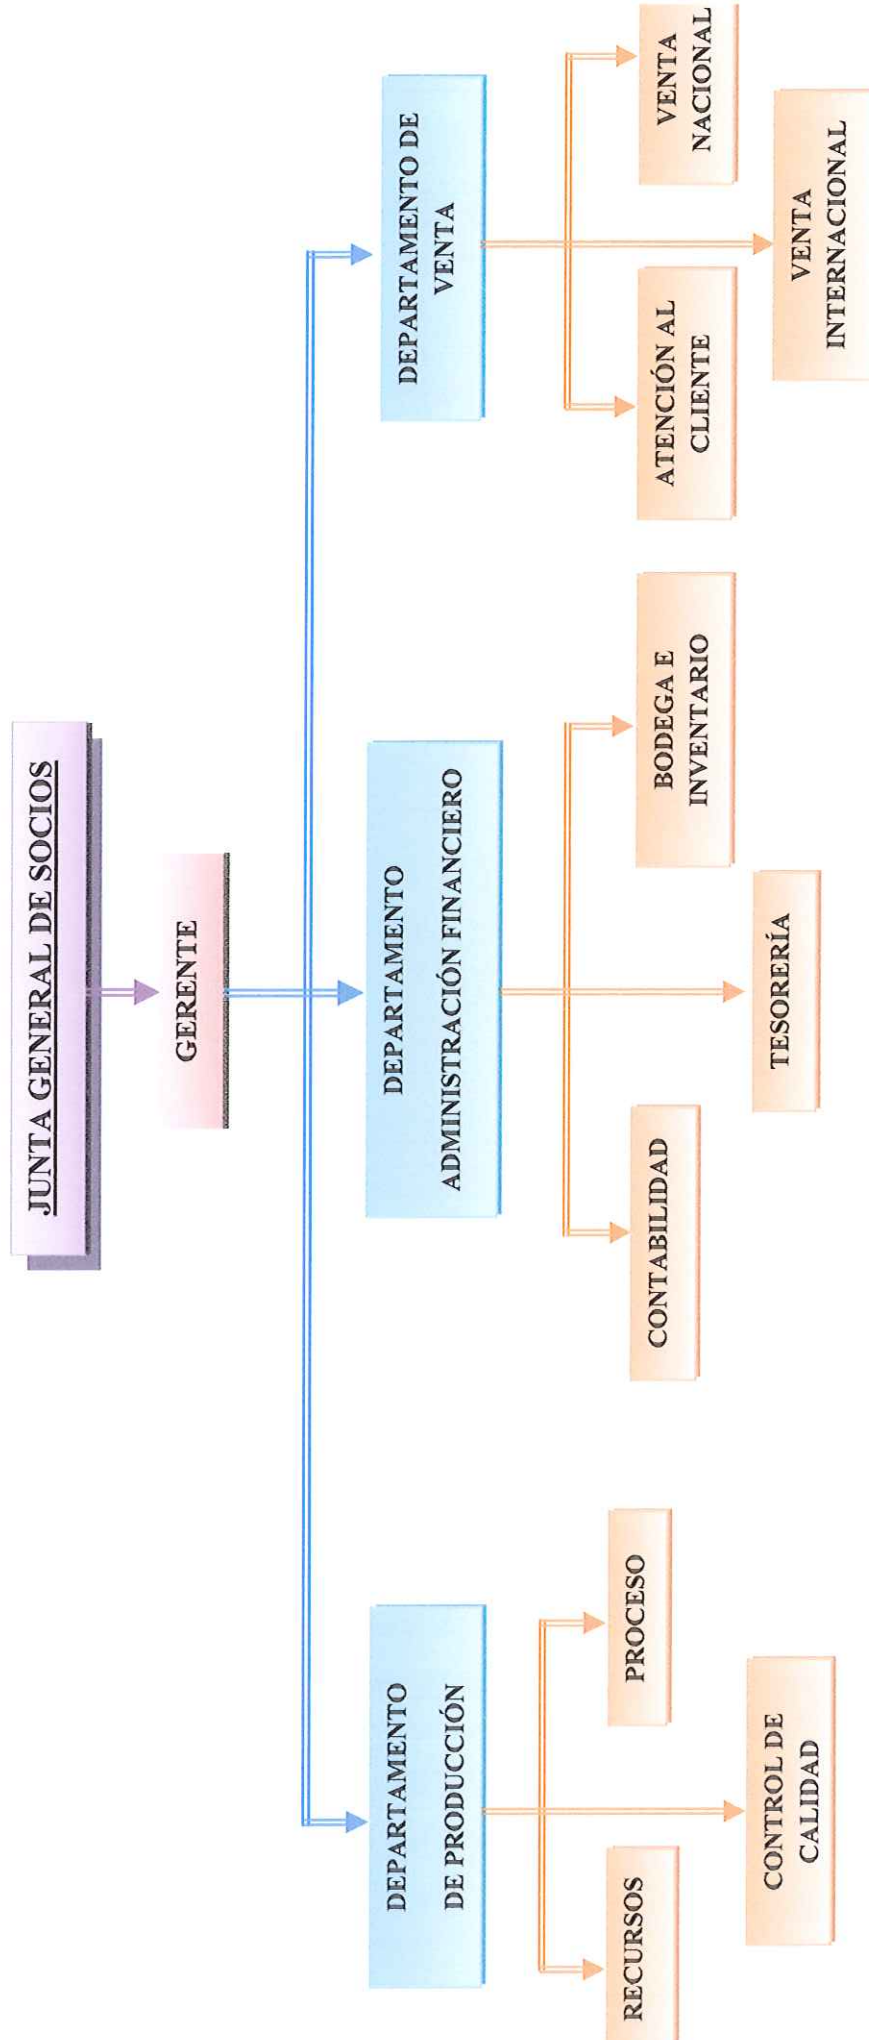 JUNTA GENERAL DE SOCIOS
GERENTE
DEPARTAMENTO
DE PRODUCCIÓN
DEPARTAMENTO
ADMINISTRACIÓN FINANCIERO
DEPARTAMENTO DE
VENTA
RECURSOS
PROCESO
CONTROL DE
CALIDAD
CONTABILIDAD
BODEGA E
INVENTARIO
TESORERÍA
ATENCIÓN AL
CLIENTE
VENTA
NACIONAL
VENTA
INTERNACIONAL